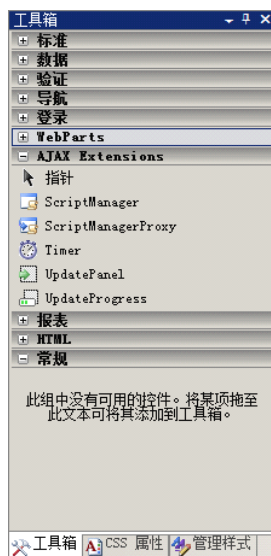 工具箱
标准
数据
验证
导航
登录
WebParts
AJAX Extensions
指针
ScriptManager
ScriptManagerProxy
Timer
UpdatePanel
UpdateProgress
报表
HTML
常规
此组中没有可用的控件。将某项拖至
此文本可将其添加到工具箱。
工具箱 CSS 属性 管理样式